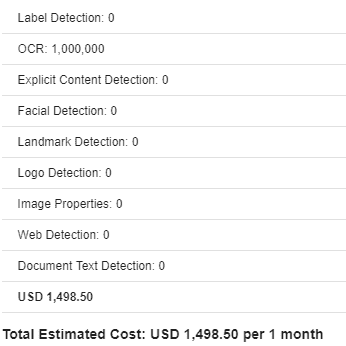 Label Detection: 0
OCR: 1,000,000
Explicit Content Detection: 0
Facial Detection: 0
Landmark Detection: 0
Logo Detection: 0
Image Properties: 0
Web Detection: 0
Document Text Detection: 0
USD 1,498.50
Total Estimated Cost: USD 1,498.50 per 1 month